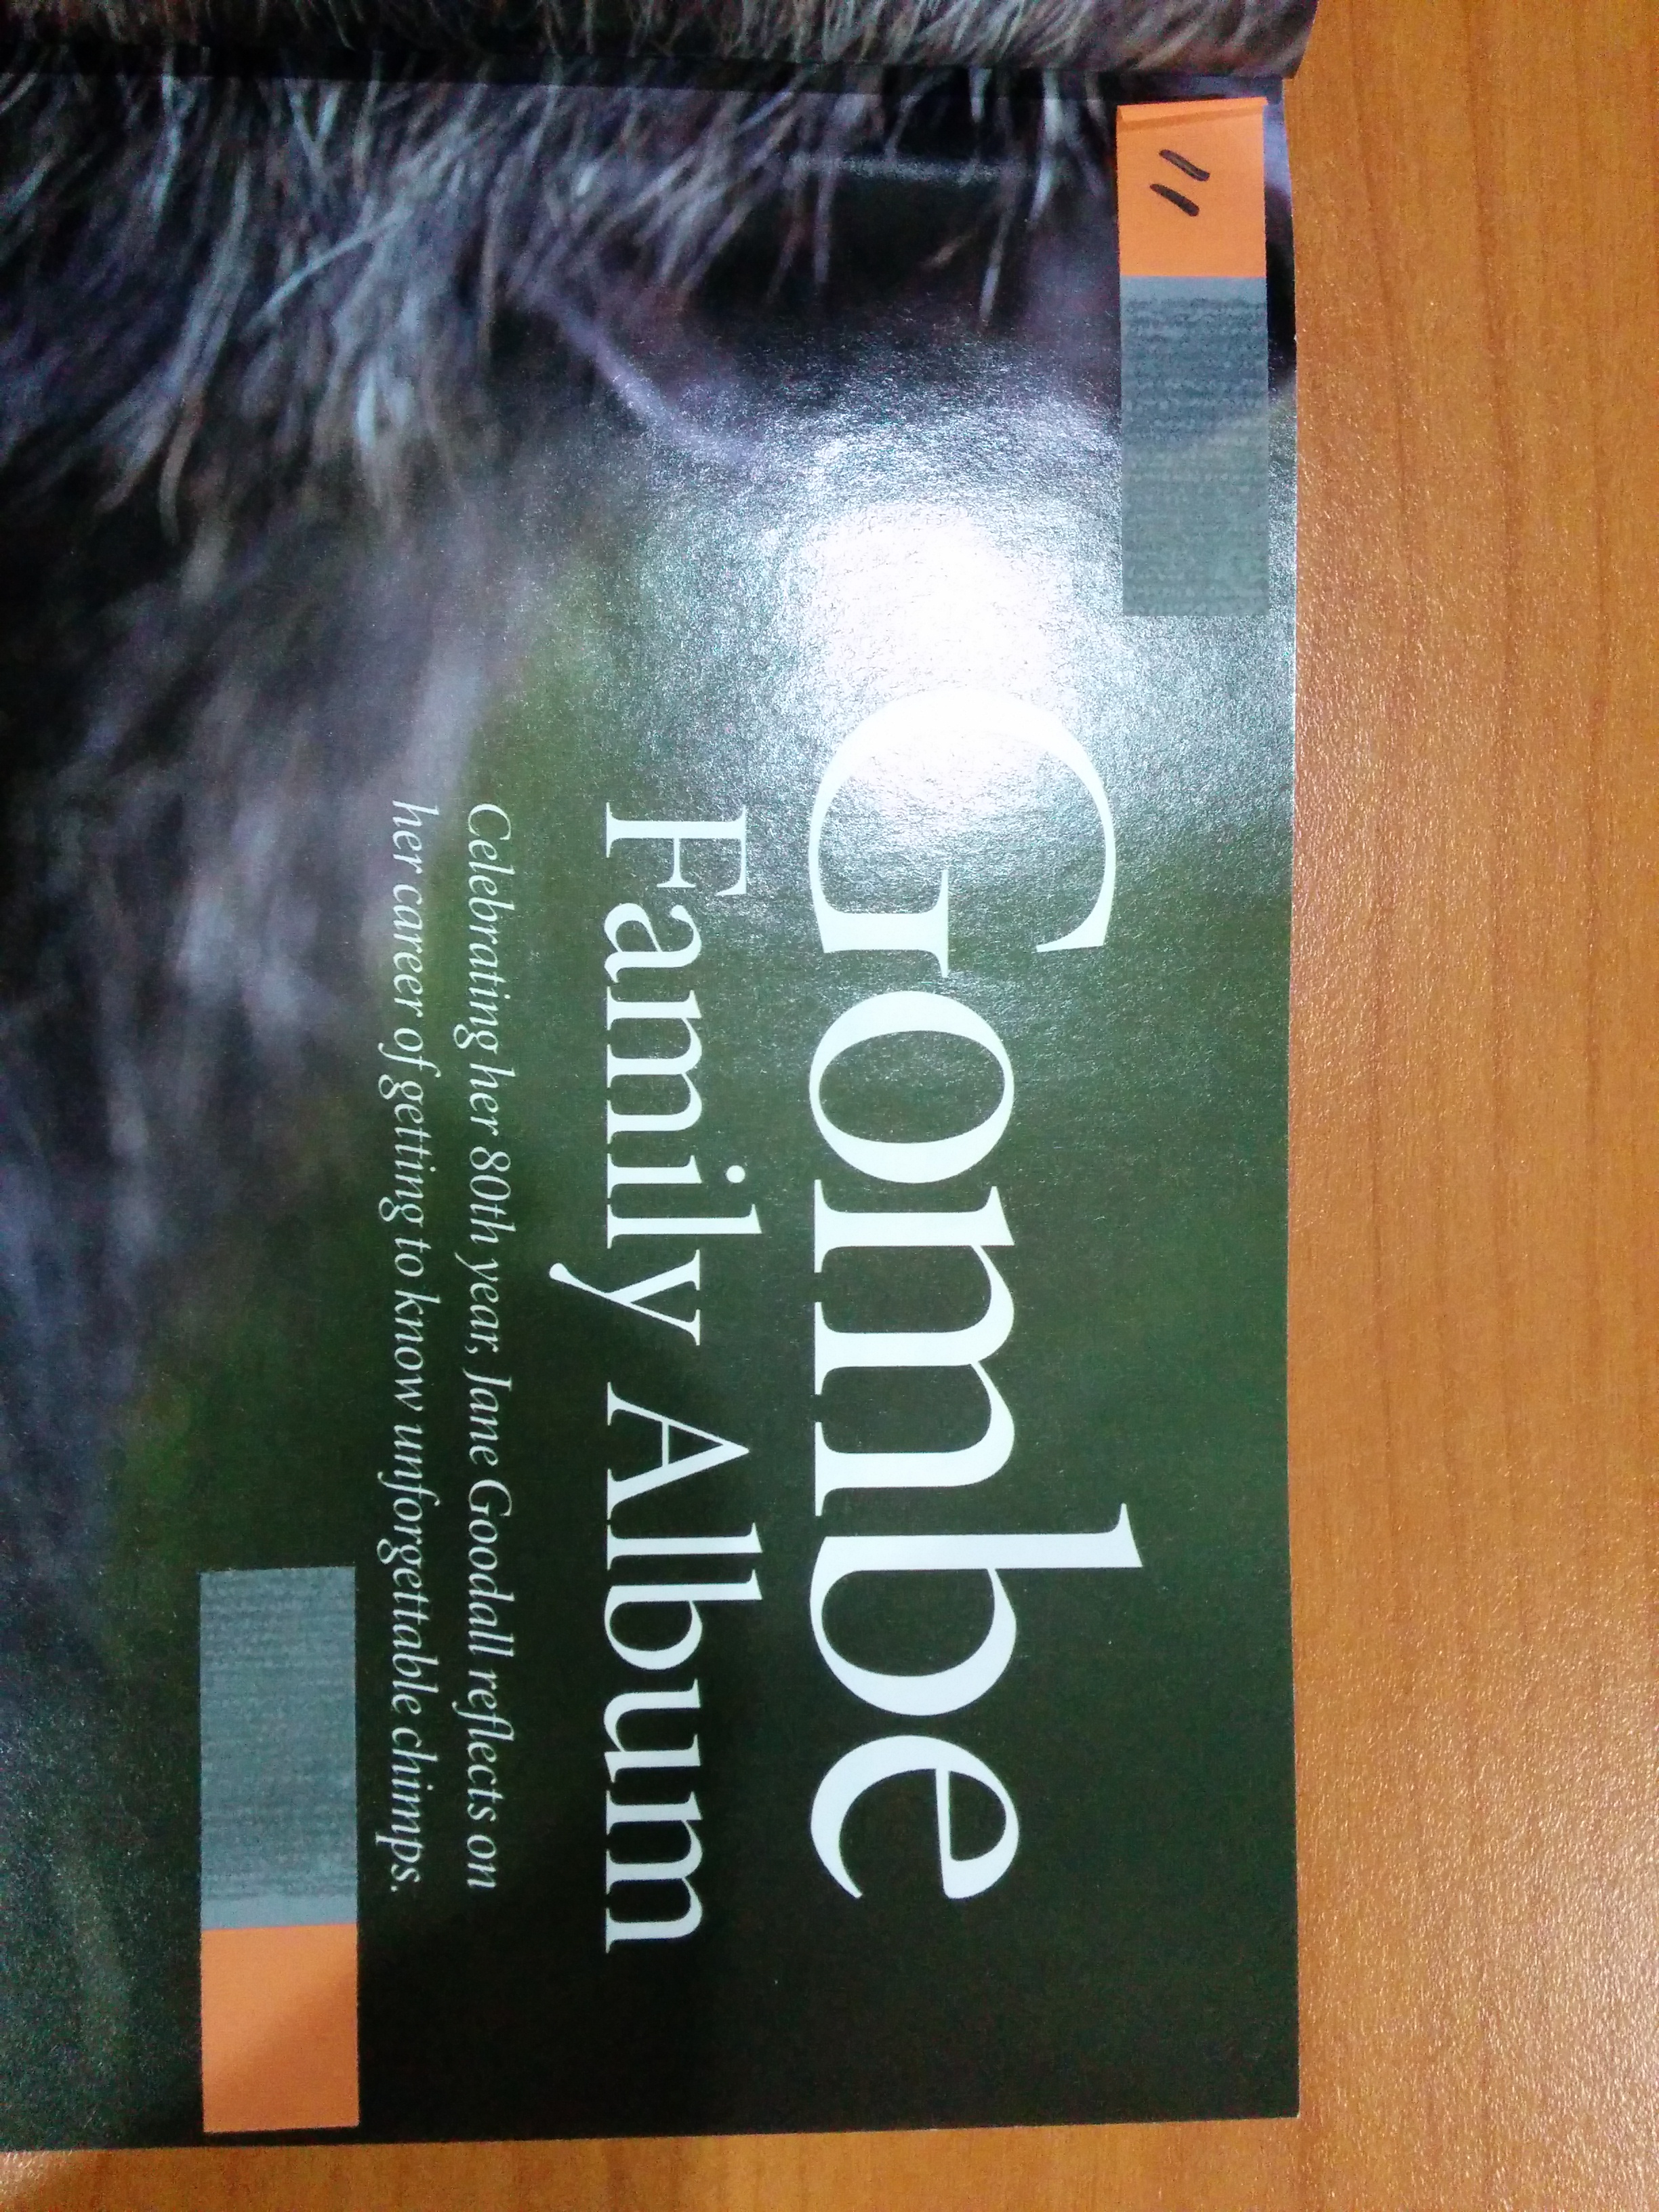 11
Gombe
Family Album
Celebrating her 80th year, Jane Goodall reflects on
her career of getting to know unforgettable chimps.